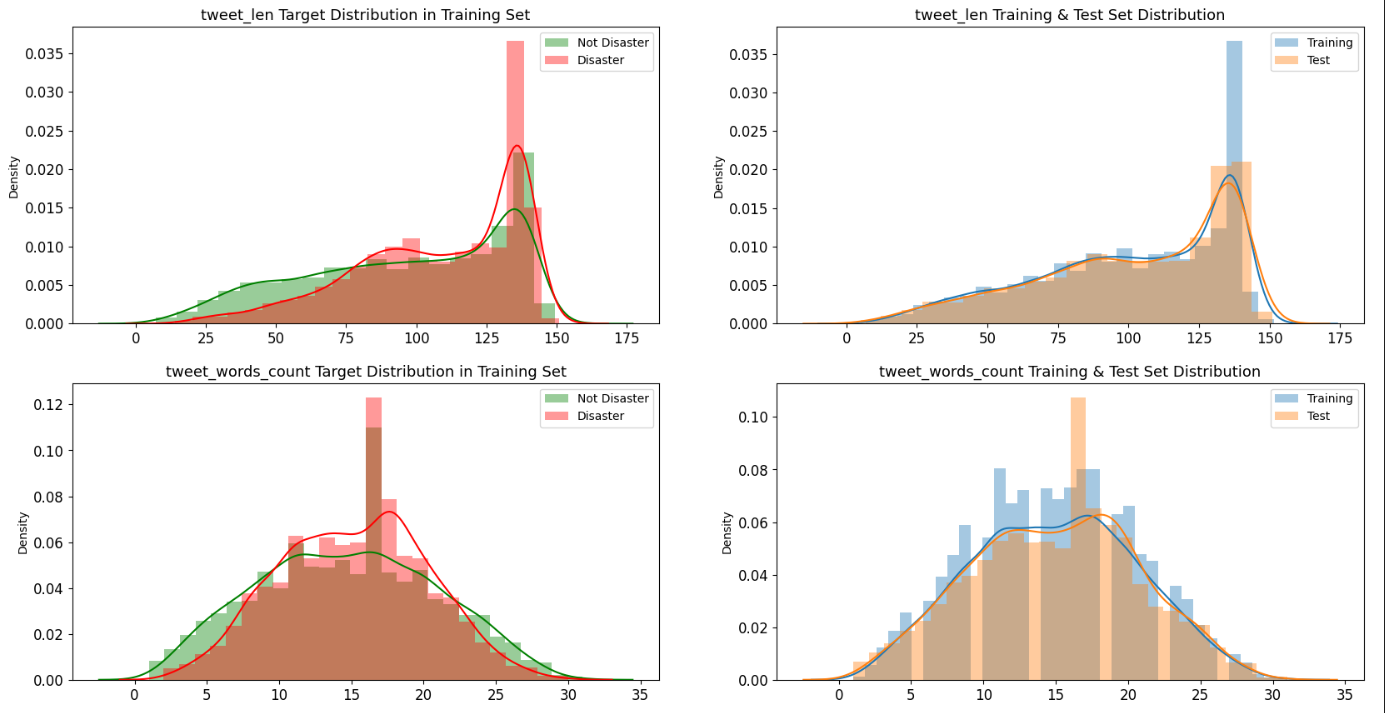 tweet_len Target Distribution in Training Set
Density
0.035
0.030
0.025
0.020
0.015
0.010
0.005
0.000
Not Disaster
Disaster
0 25 50 75 100 125 150 175
tweet_len Training & Test Set Distribution
Density
0.035
0.030
0.025
0.020
0.015
0.010
0.005
0.000
Training
Test
0 25 50 75 100 125 150 175
tweet_words_count Target Distribution in Training Set
Density
0.12
0.10
0.08
0.06
0.04
0.02
0.00
Not Disaster
Disaster
0 5 10 15 20 25 30 35
tweet_words_count Training & Test Set Distribution
Density
0.10
0.08
0.06
0.04
0.02
0.00
Training
Test
0 5 10 15 20 25 30 35